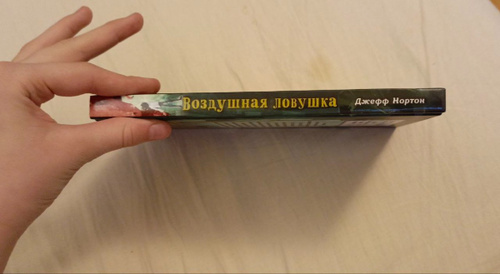 Воздушная ловушка Джефф Нортон